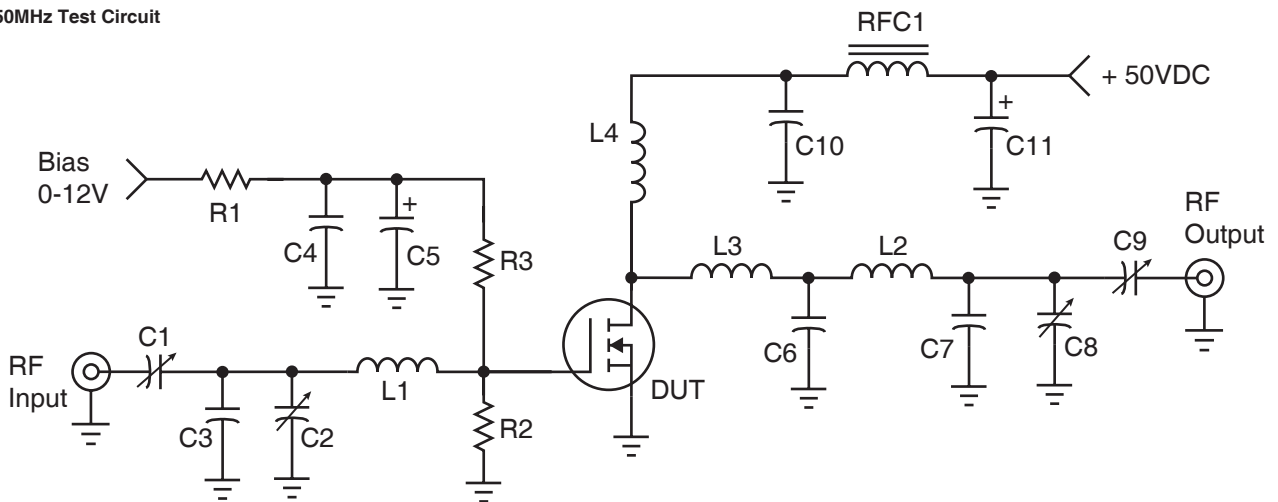 50MHz Test Circuit
RFC1
+ 50VDC
L4
C10
+
C11
Bias
0-12V
R1
C4
+
C5
R3
RF
Output
C9
L3
L2
C6
C7
C8
C1
RF
Input
L1
DUT
C3
C2
R2